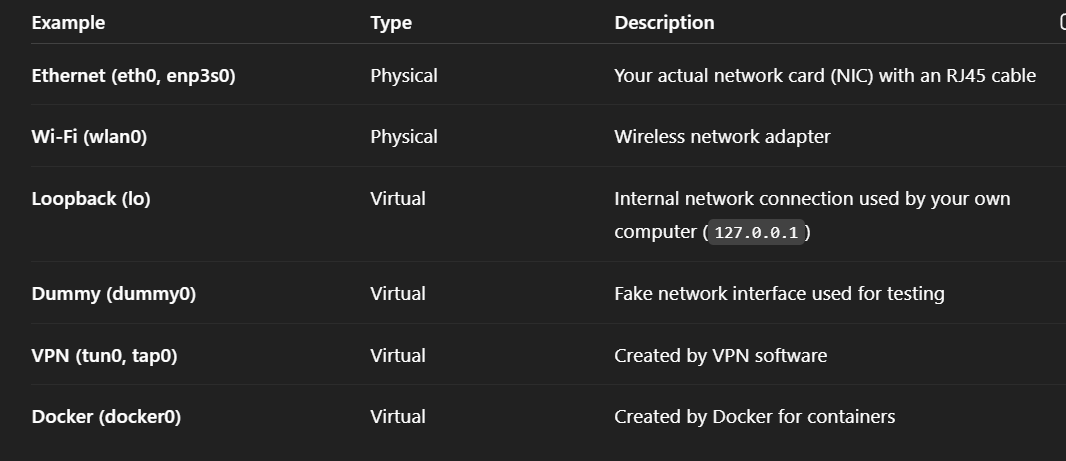 Example Type Description
Ethernet (eth0, enp3s0) Physical Your actual network card (NIC) with an RJ45 cable
Wi-Fi (wlan0) Physical Wireless network adapter
Loopback (lo) Virtual Internal network connection used by your own
computer (127.0.0.1)
Dummy (dummy0) Virtual Fake network interface used for testing
VPN (tun0, tap0) Virtual Created by VPN software
Docker (docker0) Virtual Created by Docker for containers